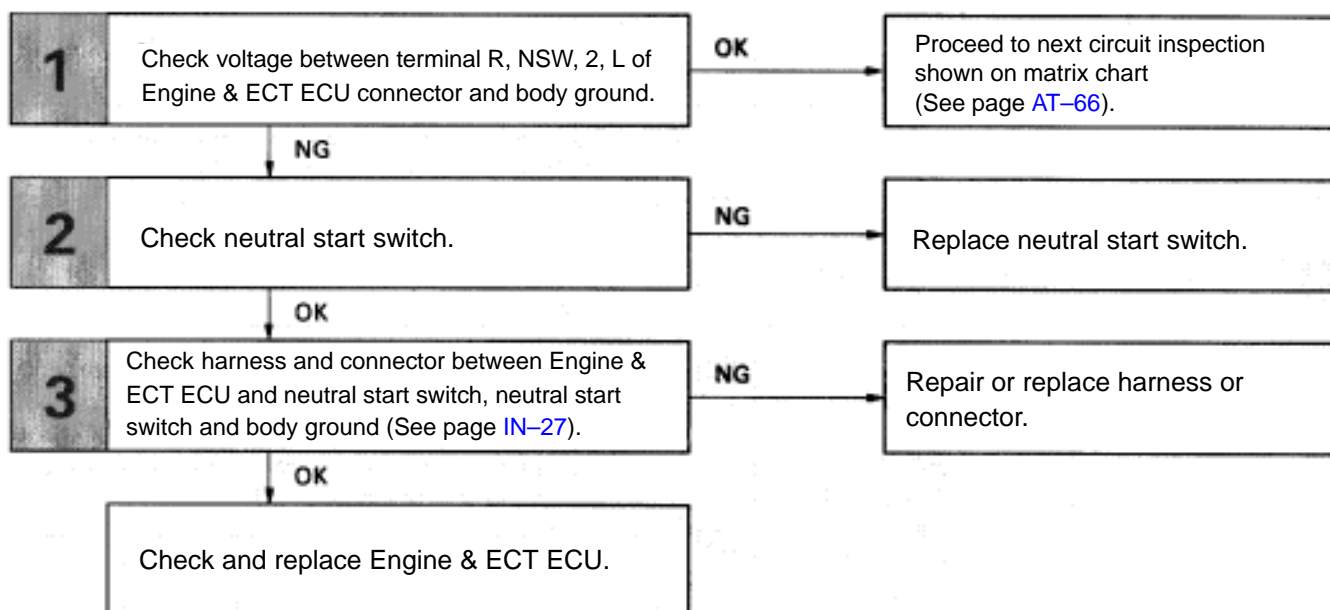 1
Check voltage between terminal R, NSW, 2, L of
Engine & ECT ECU connector and body ground.
OK
Proceed to next circuit inspection
shown on matrix chart
(See page AT–66).
NG
2
Check neutral start switch.
NG
Replace neutral start switch.
OK
3
Check harness and connector between Engine &
ECT ECU and neutral start switch, neutral start
switch and body ground (See page IN–27).
NG
Repair or replace harness or
connector.
OK
Check and replace Engine & ECT ECU.